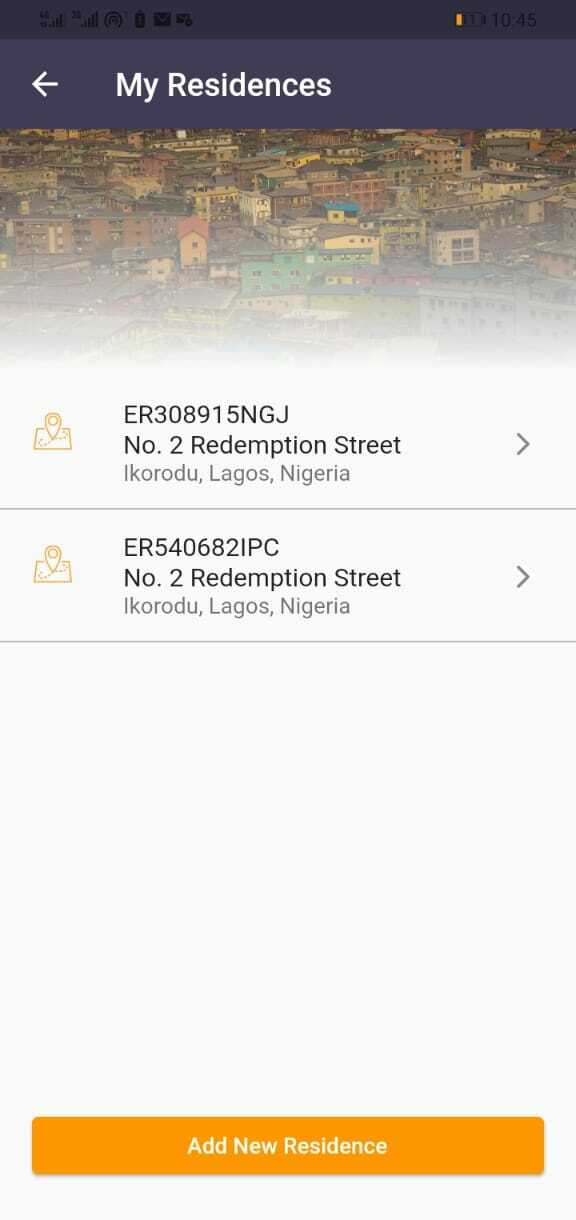 10:45
My Residences
ER308915NGJ
No. 2 Redemption Street
Ikorodu, Lagos, Nigeria
ER540682IPC
No. 2 Redemption Street
Ikorodu, Lagos, Nigeria
Add New Residence